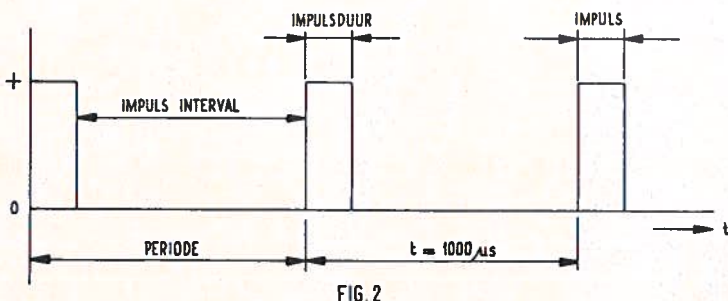 IMPULSDUUR
IMPULS
+
IMPULS INTERVAL
0
t
PERIODE
t = 1000 µs
FIG. 2